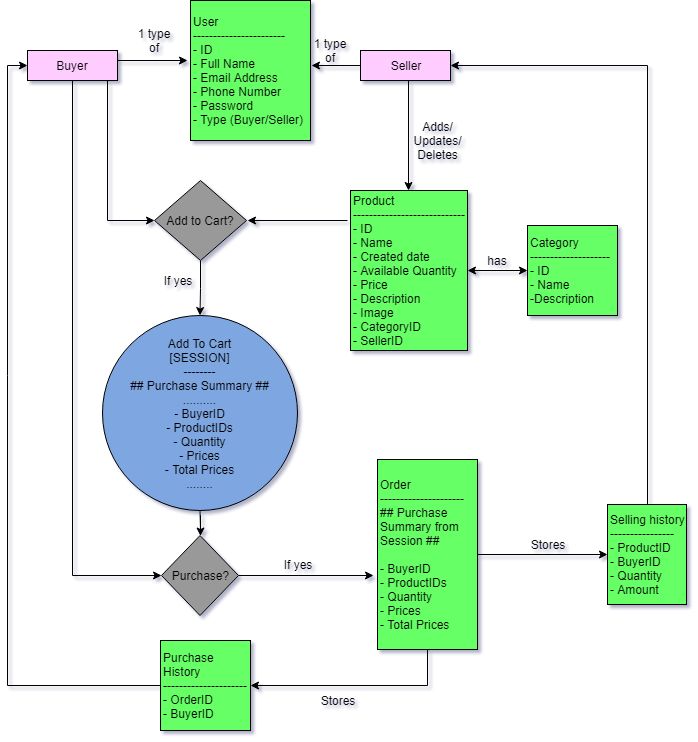 User
-----------------------
- ID
- Full Name
- Email Address
- Phone Number
- Password
- Type (Buyer/Seller)
1 type
of
1 type
of
Buyer
Seller
Adds/
Updates/
Deletes
Product
----------------------------
- ID
- Name
- Created date
- Available Quantity
- Price
- Description
- Image
- CategoryID
- SellerID
Add to Cart?
has
Category
--------------------
- ID
- Name
-Description
If yes
Add To Cart
[SESSION]
--------
## Purchase Summary ##
..........
- BuyerID
- ProductIDs
- Quantity
- Prices
- Total Prices
........
Order
---------------------
## Purchase
Summary from
Session ##
- BuyerID
- ProductIDs
- Quantity
- Prices
- Total Prices
Stores
Selling history
----------------
- ProductID
- BuyerID
- Quantity
- Amount
Purchase?
If yes
Purchase
History
---------------------
- OrderID
- BuyerID
Stores